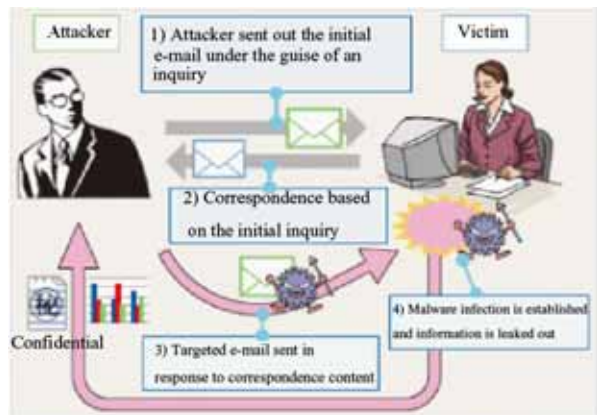 Attacker
1) Attacker sent out the initial
e-mail under the guise of an
inquiry
Victim
2) Correspondence based
on the initial inquiry
Confidential
3) Targeted e-mail sent in
response to correspondence content
4) Malware infection is established
and information is leaked out